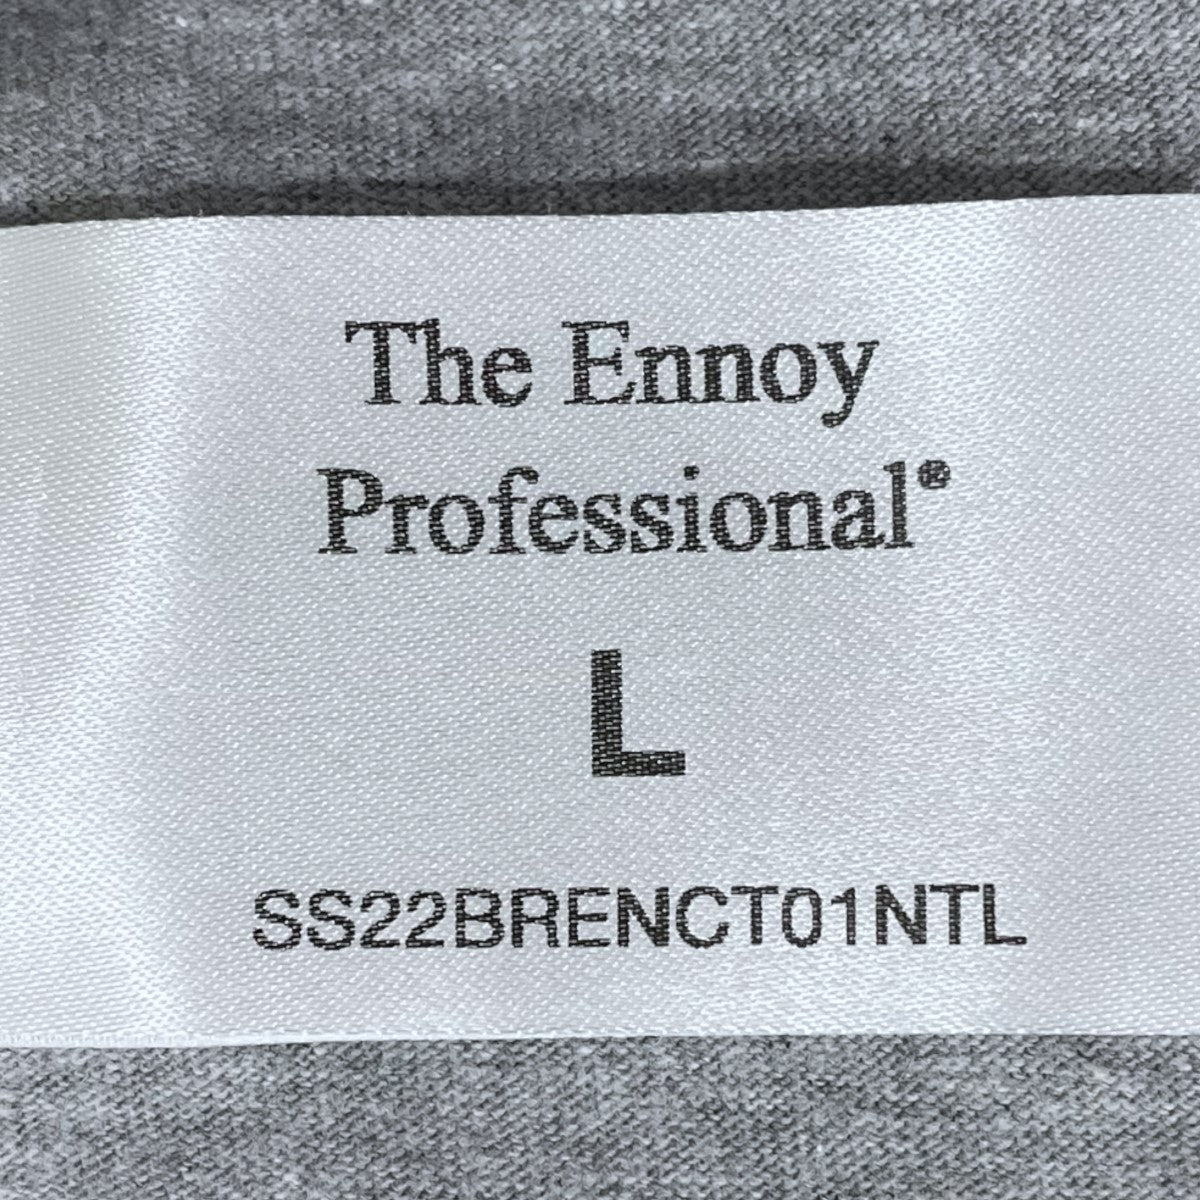 The Ennoy
Professional®
L
SS22BRENCT01NTL